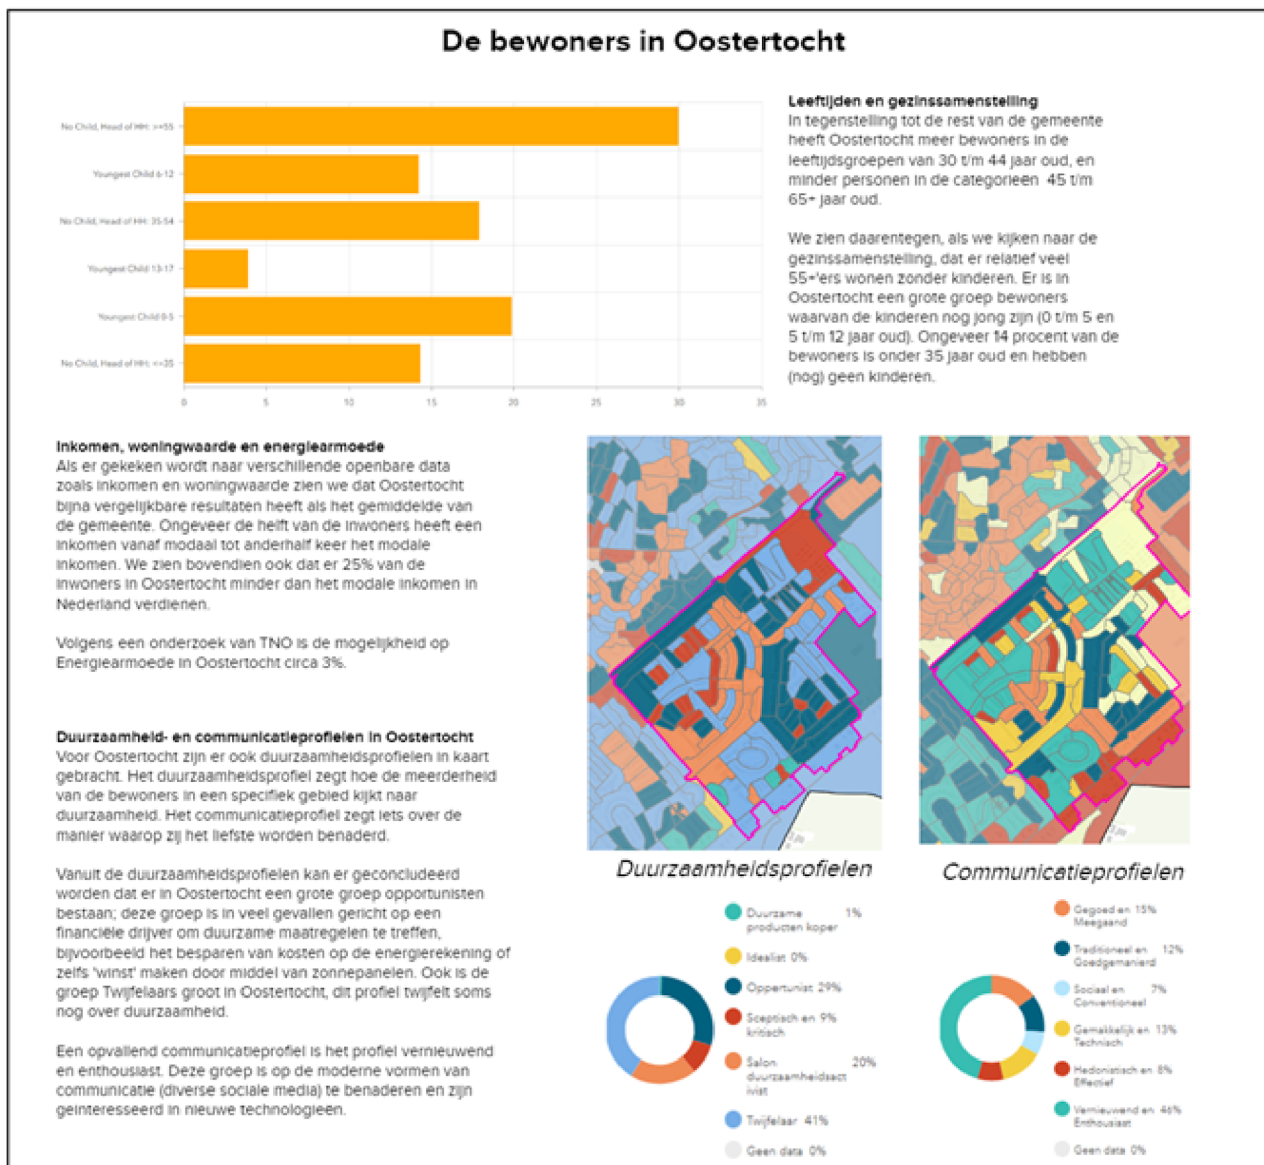 De bewoners in Oostertocht
No Child, Head of HH: >=55
Youngest Child 6-12
No Child, Head of HH: 35-54
Youngest Child 13-17
Youngest Child 0-5
No Child, Head of HH: <=35
0 5 10 15 20 25 30 35
Leeftijden en gezinssamenstelling
In tegenstelling tot de rest van de gemeente
heeft Oostertocht meer bewoners in de
leeftijdsgroepen van 30 t/m 44 jaar oud, en
minder personen in de categorieën 45 t/m
65+ jaar oud.
We zien daarentegen, als we kijken naar de
gezinssamenstelling, dat er relatief veel
55+'ers wonen zonder kinderen. Er is in
Oostertocht een grote groep bewoners
waarvan de kinderen nog jong zijn (0 t/m 5 en
5 t/m 12 jaar oud). Ongeveer 14 procent van de
bewoners is onder 35 jaar oud en hebben
(nog) geen kinderen.
Inkomen, woningwaarde en energiearmoede
Als er gekeken wordt naar verschillende openbare data
zoals inkomen en woningwaarde zien we dat Oostertocht
bijna vergelijkbare resultaten heeft als het gemiddelde van
de gemeente. Ongeveer de helft van de inwoners heeft een
inkomen vanaf modaal tot anderhalf keer het modale
inkomen. We zien bovendien ook dat er 25% van de
inwoners in Oostertocht minder dan het modale inkomen in
Nederland verdienen.
Volgens een onderzoek van TNO is de mogelijkheid op
Energiearmoede in Oostertocht circa 3%.
Duurzaamheid- en communicatieprofielen in Oostertocht
Voor Oostertocht zijn er ook duurzaamheidsprofielen in kaart
gebracht. Het duurzaamheidsprofiel zegt hoe de meerderheid
van de bewoners in een specifiek gebied kijkt naar
duurzaamheid. Het communicatieprofiel zegt iets over de
manier waarop zij het liefste worden benaderd.
Vanuit de duurzaamheidsprofielen kan er geconcludeerd
worden dat er in Oostertocht een grote groep opportunisten
bestaan; deze groep is in veel gevallen gericht op een
financiële drijver om duurzame maatregelen te treffen,
bijvoorbeeld het besparen van kosten op de energierekening of
zelfs 'winst' maken door middel van zonnepanelen. Ook is de
groep Twijfelaars groot in Oostertocht, dit profiel twijfelt soms
nog over duurzaamheid.
Een opvallend communicatieprofiel is het profiel vernieuwend
en enthousiast. Deze groep is op de moderne vormen van
communicatie (diverse sociale media) te benaderen en zijn
geïnteresseerd in nieuwe technologieën.
Duurzaamheidsprofielen
Duurzame 1%
producten koper
Idealist 0%
Opportunist 29%
Sceptisch en 9%
kritisch
Salon 20%
duurzaamheidsact
ivist
Twijfelaar 41%
Geen data 0%
Communicatieprofielen
Gegoed en 15%
Meegaand
Traditioneel en 12%
Goedgemanierd
Sociaal en 7%
Conventioneel
Gemakkelijk en 13%
Technisch
Hedonistisch en 8%
Effectief
Vernieuwend en 46%
Enthousiast
Geen data 0%